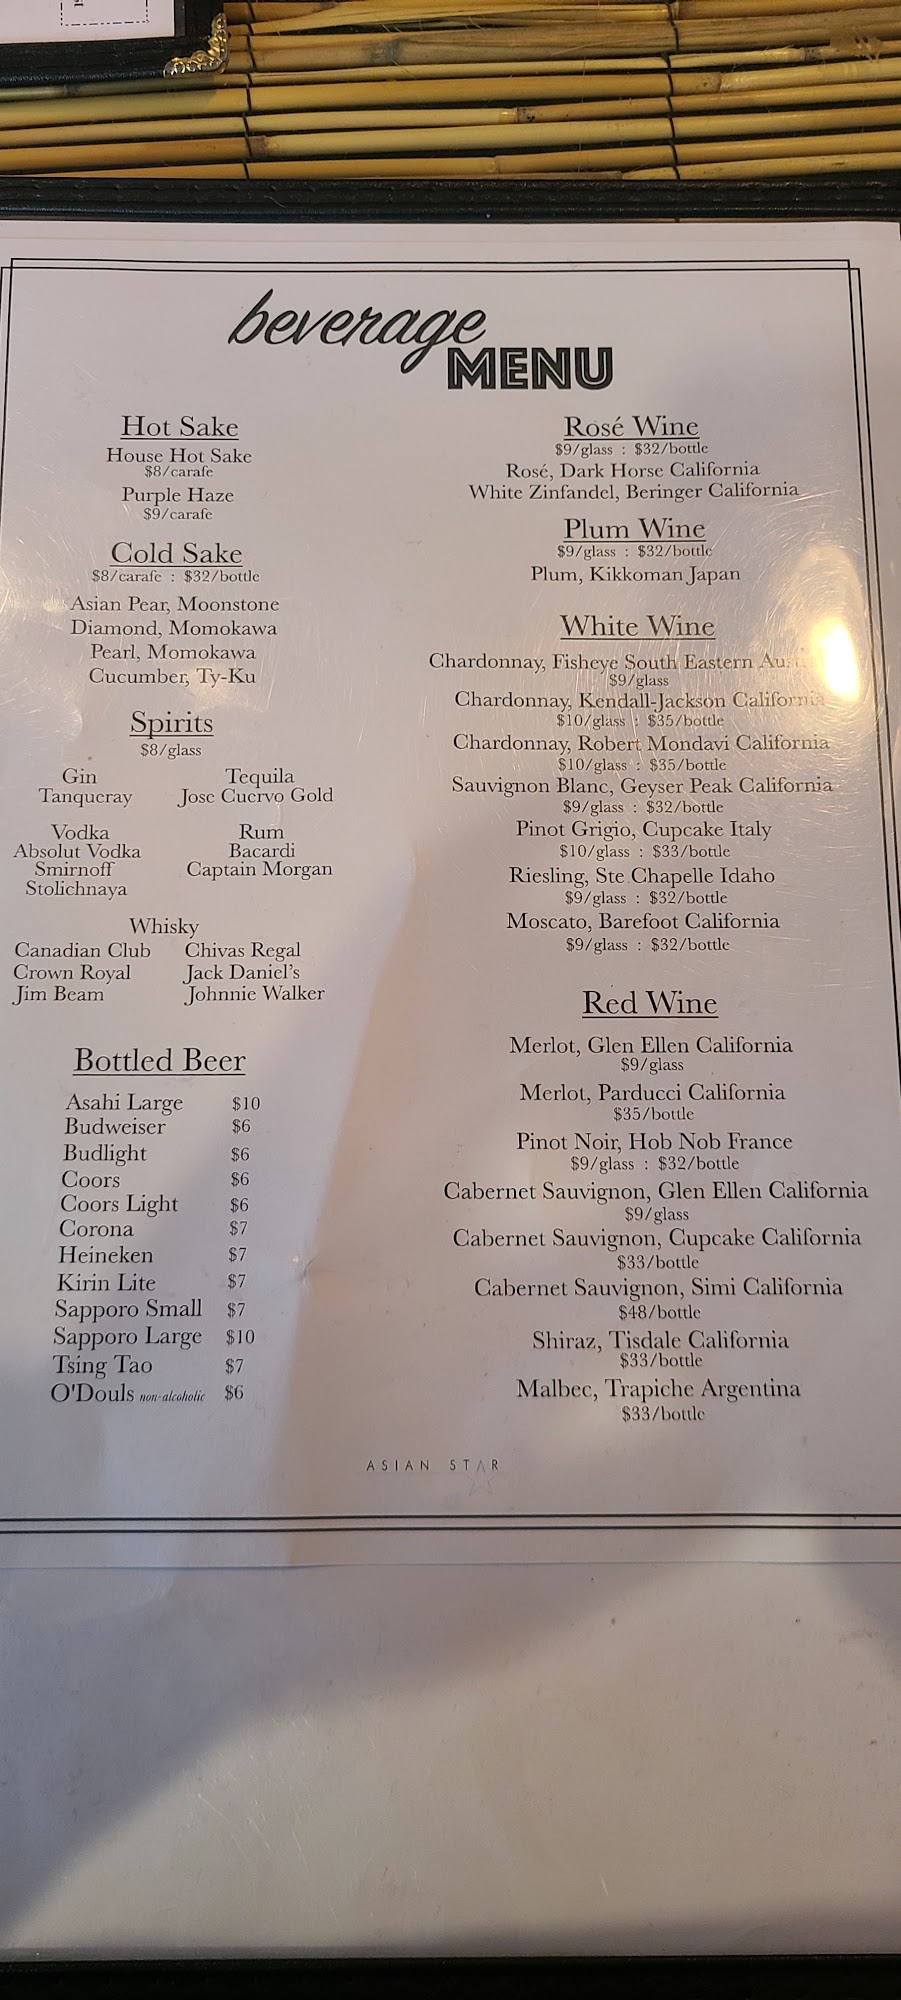 beverage
MENU
Hot Sake
House Hot Sake
$8/carafe
Purple Haze
$9/carafe
Cold Sake
$8/carafe : $32/bottle
Asian Pear, Moonstone
Diamond, Momokawa
Pearl, Momokawa
Cucumber, Ty-Ku
Spirits
$8/glass
Gin
Tanqueray
Tequila
Jose Cuervo Gold
Vodka
Absolut Vodka
Smirnoff
Stolichnaya
Rum
Bacardi
Captain Morgan
Whisky
Canadian Club Chivas Regal
Crown Royal Jack Daniel's
Jim Beam Johnnie Walker
Bottled Beer
Asahi Large $10
Budweiser $6
Budlight $6
Coors $6
Coors Light $6
Corona $7
Heineken $7
Kirin Lite $7
Sapporo Small $7
Sapporo Large $10
Tsing Tao $7
O'Douls non-alcoholic $6
Rosé Wine
$9/glass : $32/bottle
Rosé, Dark Horse California
White Zinfandel, Beringer California
Plum Wine
$9/glass : $32/bottle
Plum, Kikkoman Japan
White Wine
Chardonnay, Fisheye South Eastern
$9/glass
Chardonnay, Kendall-Jackson California
$10/glass : $35/bottle
Chardonnay, Robert Mondavi California
$10/glass : $35/bottle
Sauvignon Blanc, Geyser Peak California
$9/glass : $32/bottle
Pinot Grigio, Cupcake Italy
$10/glass : $33/bottle
Riesling, Ste Chapelle Idaho
$9/glass : $32/bottle
Moscato, Barefoot California
$9/glass : $32/bottle
Red Wine
Merlot, Glen Ellen California
$9/glass
Merlot, Parducci California
$35/bottle
Pinot Noir, Hob Nob France
$9/glass : $32/bottle
Cabernet Sauvignon, Glen Ellen California
$9/glass
Cabernet Sauvignon, Cupcake California
$33/bottle
Cabernet Sauvignon, Simi California
$48/bottle
Shiraz, Tisdale California
$33/bottle
Malbec, Trapiche Argentina
$33/bottle
ASIAN STAR